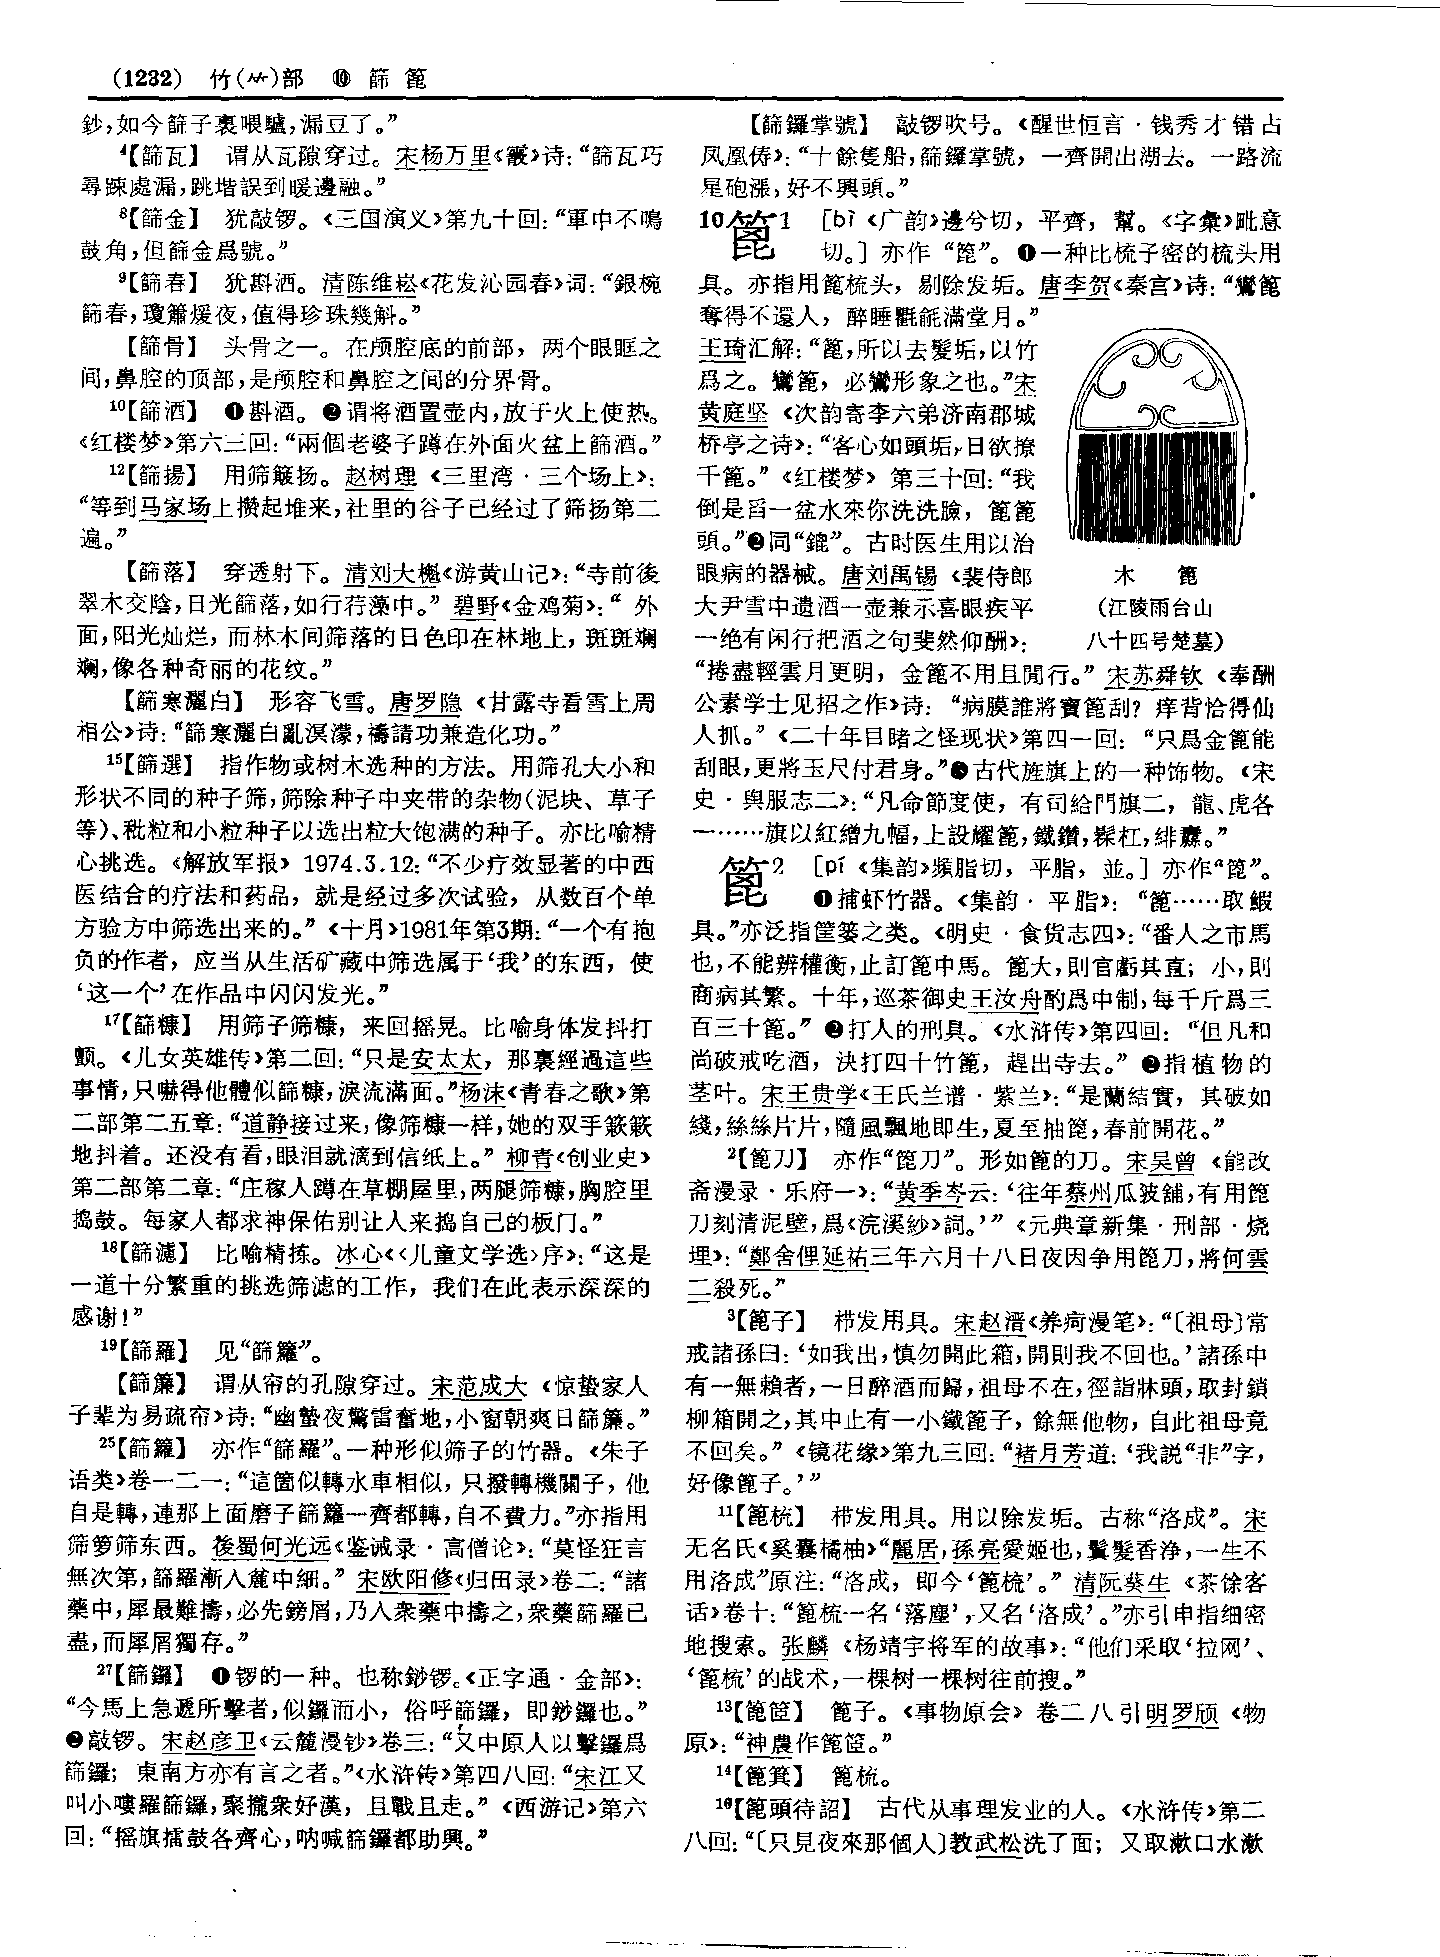 (1232) 竹(⺮)部 ⑩ 篩 篦
鈔,如今篩子裏喂驢,漏豆了。”
⁴【篩瓦】 谓从瓦隙穿过。宋杨万里《霰》诗:“篩瓦巧
尋踈處漏,跳堦誤到暖邊融。”
⁸【篩金】 犹敲锣。《三国演义》第九十回:“軍中不鳴
鼓角,但篩金爲號。”
⁹【篩春】 犹斟洒。清陈维崧《花发沁园春》词:“銀椀
篩春,瓊簫煖夜,值得珍珠幾斛。”
【篩骨】 头骨之一。在颅腔底的前部,两个眼眶之
间,鼻腔的顶部,是颅腔和鼻腔之间的分界骨。
¹⁰【篩酒】 ❶斟酒。❷谓将酒置壶内,放于火上使热。
《红楼梦》第六三回:“兩個老婆子蹲在外面火盆上篩酒。”
¹²【篩揚】 用筛簸扬。赵树理《三里湾·三个场上》:
“等到马家场上攒起堆来,社里的谷子已经过了筛扬第二
遍。”
【篩落】 穿透射下。清刘大櫆《游黄山记》:“寺前後
翠木交陰,日光篩落,如行荇藻中。”碧野《金鸡菊》:“外
面,阳光灿烂,而林木间筛落的日色印在林地上,斑斑斓
斓,像各种奇丽的花纹。”
【篩寒灑白】 形容飞雪。唐罗隐《甘露寺看雪上周
相公》诗:“篩寒灑白亂溟濛,禱請功兼造化功。”
¹⁵【篩選】 指作物或树木选种的方法。用筛孔大小和
形状不同的种子筛,筛除种子中夹带的杂物(泥块、草子
等)、秕粒和小粒种子以选出粒大饱满的种子。亦比喻精
心挑选。《解放军报》1974.3.12:“不少疗效显著的中西
医结合的疗法和药品,就是经过多次试验,从数百个单
方验方中筛选出来的。”《十月》1981年第3期:“一个有抱
负的作者,应当从生活矿藏中筛选属于‘我’的东西,使
‘这一个’在作品中闪闪发光。”
¹⁷【篩糠】 用筛子筛糠,来回摇晃。比喻身体发抖打
颤。《儿女英雄传》第二回:“只是安太太,那裏經過這些
事情,只嚇得他體似篩糠,淚流滿面。”杨沫《青春之歌》第
二部第二五章:“道静接过来,像筛糠一样,她的双手簌簌
地抖着。还没有看,眼泪就滴到信纸上。”柳青《创业史》
第二部第二章:“庄稼人蹲在草棚屋里,两腿筛糠,胸腔里
捣鼓。每家人都求神保佑别让人来捣自己的板门。”
¹⁸【篩濾】 比喻精拣。冰心《〈儿童文学选〉序》:“这是
一道十分繁重的挑选筛滤的工作,我们在此表示深深的
感谢!”
¹⁹【篩羅】 见“篩籮”。
【篩簾】 谓从帘的孔隙穿过。宋范成大《惊蛰家人
子辈为易疏帘》诗:“幽蟄夜驚雷奮地,小窗朝爽日篩簾。”
²⁵【篩籮】 亦作“篩羅”。一种形似筛子的竹器。《朱子
语类》卷一二一:“這箇似轉水車相似,只撥轉機關子,他
自是轉,連那上面磨子篩籮一齊都轉,自不費力。”亦指用
筛箩筛东西。後蜀何光远《鉴诫录·高僧论》:“莫怪狂言
無次第,篩羅漸入麄中細。”宋欧阳修《归田录》卷二:“諸
藥中,犀最難擣,必先鎊屑,乃入衆藥中擣之,衆藥篩羅已
盡,而犀屑獨存。”
²⁷【篩鑼】 ❶锣的一种。也称鈔锣。《正字通·金部》:
“今馬上急遞所擊者,似鑼而小,俗呼篩鑼,即鈔鑼也。”
❷敲锣。宋赵彦卫《云麓漫钞》卷三:“又中原人以擊鑼爲
篩鑼;東南方亦有言之者。”《水浒传》第四八回:“宋江又
叫小嘍羅篩鑼,聚攏衆好漢,且戰且走。”《西游记》第六
回:“摇旗擂鼓各齊心,吶喊篩鑼都助興。”
【篩鑼掌號】 敲锣吹号。《醒世恒言·钱秀才错占
凤凰俦》:“十餘隻船,篩鑼掌號,一齊開出湖去。一路流
星砲漲,好不興頭。”
10篦1 [bì《广韵》邊兮切,平齊,幫。《字彙》毗意
切。]亦作“箆”。❶一种比梳子密的梳头用
具。亦指用篦梳头,剔除发垢。唐李贺《秦宫》诗:“鸞篦
奪得不還人,醉睡氍毹滿堂月。”
王琦汇解:“篦,所以去髮垢,以竹
爲之。鸞篦,必鸞形象之也。”宋
黄庭坚《次韵寄李六弟济南郡城
桥亭之诗》:“客心如頭垢,日欲撩
千篦。”《红楼梦》第三十回:“我
倒是舀一盆水來你洗洗臉,篦篦
頭。”❷同“鎞”。古时医生用以治
眼病的器械。唐刘禹锡《裴侍郎
大尹雪中遗酒一壶兼示喜眼疾平
一绝有闲行把酒之句斐然仰酬》:
“捲盡輕雲月更明,金篦不用且閒行。”宋苏舜钦《奉酬
公素学士见招之作》诗:“病膜誰將寶篦刮?痒背恰得仙
人抓。”《二十年目睹之怪现状》第四一回:“只爲金篦能
刮眼,更將玉尺付君身。”❸古代旌旗上的一种饰物。《宋
史·舆服志二》:“凡命節度使,有司給門旗二,龍、虎各
一……旗以紅繒九幅,上設耀篦,鐵鑽,髹杠,緋纛。”
木 篦
(江陵雨台山
八十四号楚墓)
篦2 [pí《集韵》頻脂切,平脂,並。]亦作“箆”。
❶捕虾竹器。《集韵·平脂》:“篦……取鰕
具。”亦泛指筐篓之类。《明史·食货志四》:“番人之市馬
也,不能辨權衡,止訂篦中馬。篦大,則官虧其直;小,則
商病其繁。十年,巡茶御史王汝舟酌爲中制,每千斤爲三
百三十篦。”❷打人的刑具。《水浒传》第四回:“但凡和
尚破戒吃酒,決打四十竹篦,趕出寺去。”❷指植物的
茎叶。宋王贵学《王氏兰谱·紫兰》:“是蘭結實,其破如
綫,絲絲片片,隨風飄地即生,夏至抽篦,春前開花。”
²【篦刀】 亦作“箆刀”。形如篦的刀。宋吴曾《能改
斋漫录·乐府一》:“黄季岑云:‘往年蔡州瓜陂舖,有用篦
刀刻清泥壁,爲《浣溪紗》詞。’”《元典章新集·刑部·烧
埋》:“鄭舍俚延祐三年六月十八日夜因争用篦刀,將何雲
二殺死。”
³【篦子】 栉发用具。宋赵溍《养疴漫笔》:“〔祖母〕常
戒諸孫曰:‘如我出,慎勿開此箱,開則我不回也。’諸孫中
有一無賴者,一日醉酒而歸,祖母不在,徑詣牀頭,取封鎖
柳箱開之,其中止有一小鐵篦子,餘無他物,自此祖母竟
不回矣。”《镜花缘》第九三回:“褚月芳道:‘我説“非”字,
好像篦子。’”
¹¹【篦梳】 栉发用具。用以除发垢。古称“洛成”。宋
无名氏《奚囊橘柚》“麗居,孫亮愛姬也,鬒髮香净,一生不
用洛成”原注:“洛成,即今‘篦梳’。”清阮葵生《茶馀客
话》卷十:“篦梳一名‘落塵’,又名‘洛成’。”亦引申指细密
地搜索。张麟《杨靖宇将军的故事》:“他们采取‘拉网’、
‘篦梳’的战术,一棵树一棵树往前搜。”
¹³【篦笸】 篦子。《事物原会》卷二八引明罗颀《物
原》:“神農作篦笸。”
¹⁴【篦箕】 篦梳。
¹⁶【篦頭待詔】 古代从事理发业的人。《水浒传》第二
八回:“〔只見夜來那個人〕教武松洗了面;又取漱口水漱